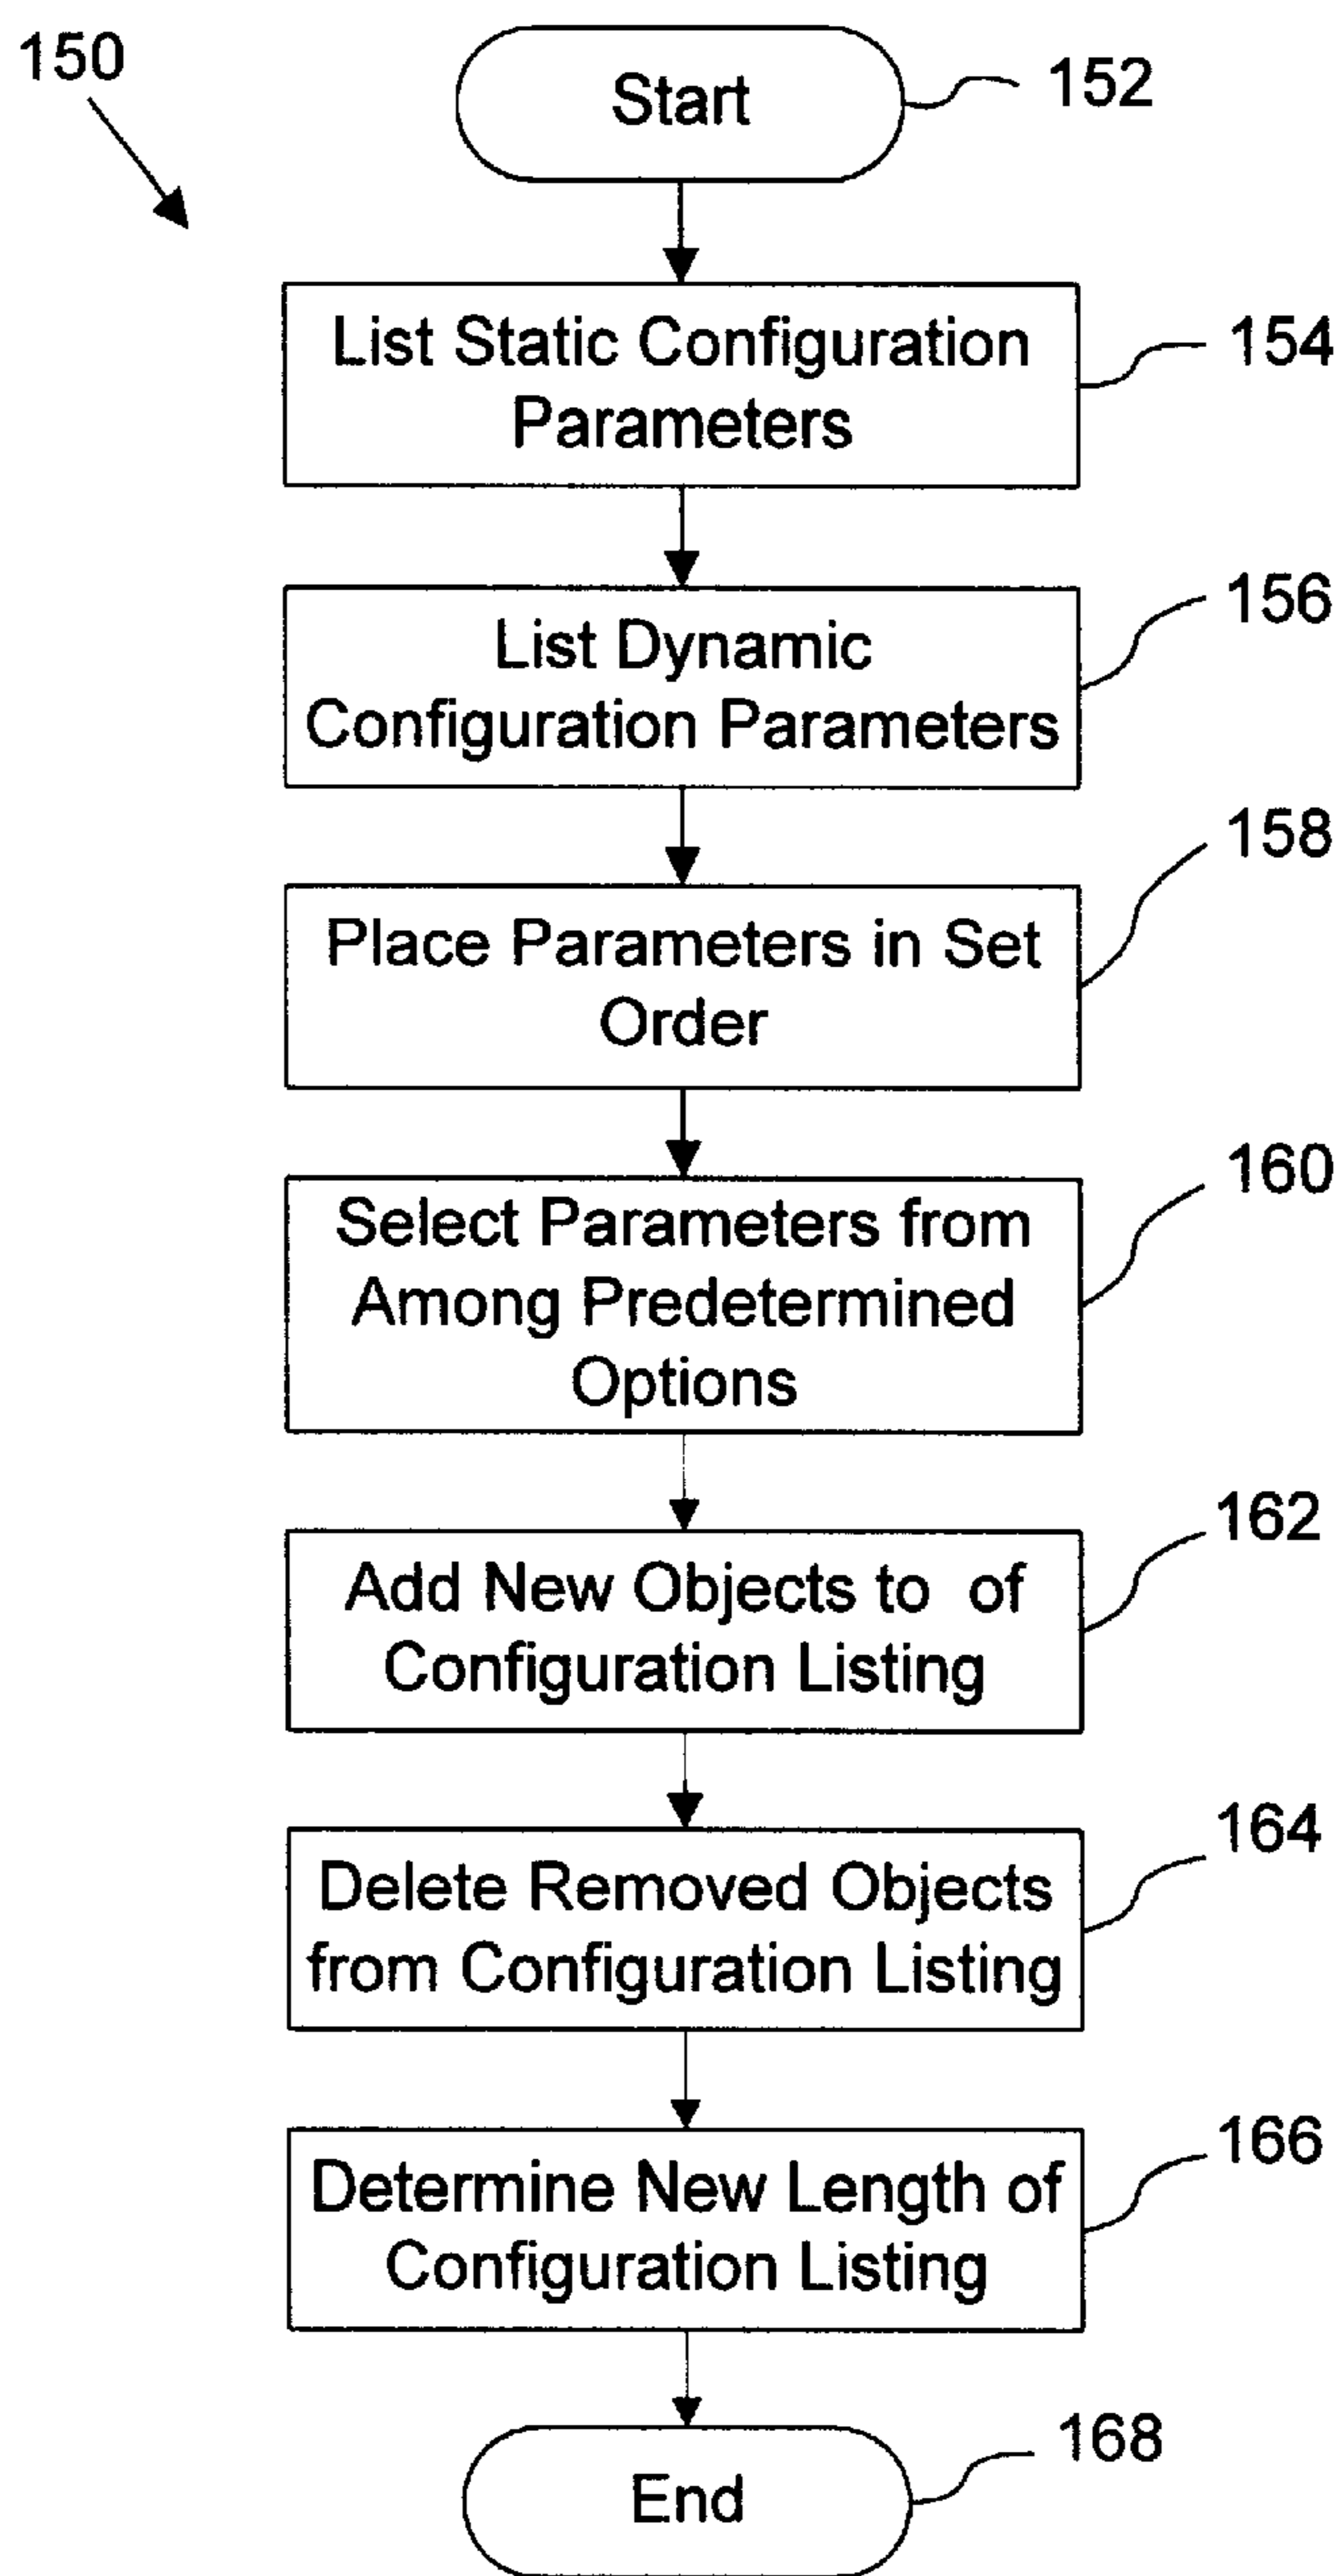 150
Start
152
List Static Configuration
Parameters
154
List Dynamic
Configuration Parameters
156
Place Parameters in Set
Order
158
Select Parameters from
Among Predetermined
Options
160
Add New Objects to  of
Configuration Listing
162
Delete Removed Objects
from Configuration Listing
164
Determine New Length of
Configuration Listing
166
End
168